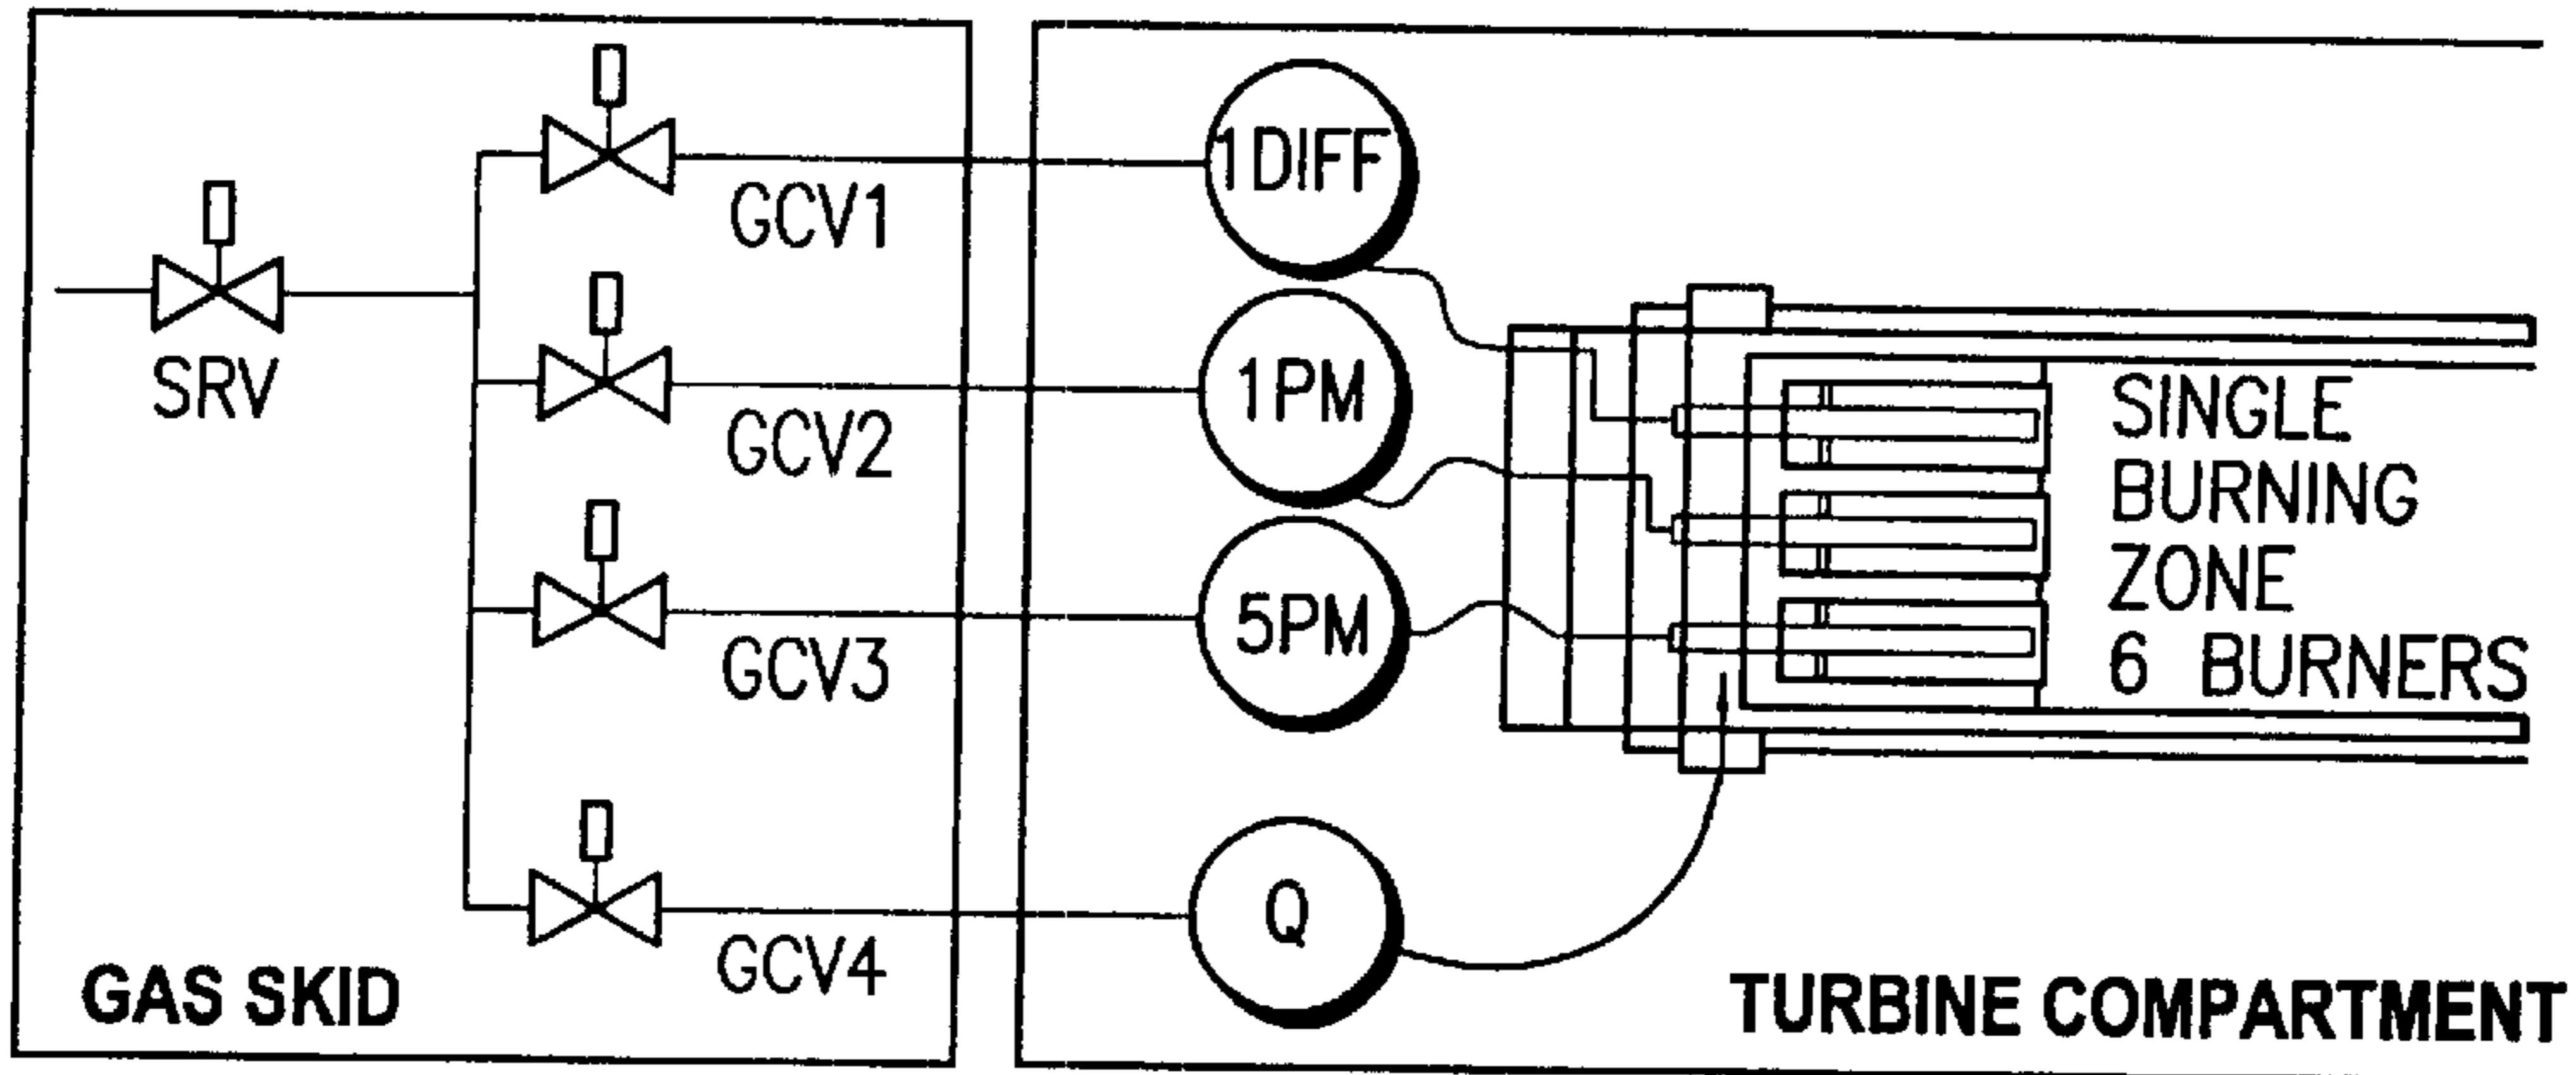 SRV
GCV1
GCV2
GCV3
GCV4
GAS SKID
1DIFF
1PM
5PM
Q
SINGLE
BURNING
ZONE
6 BURNERS
TURBINE COMPARTMENT